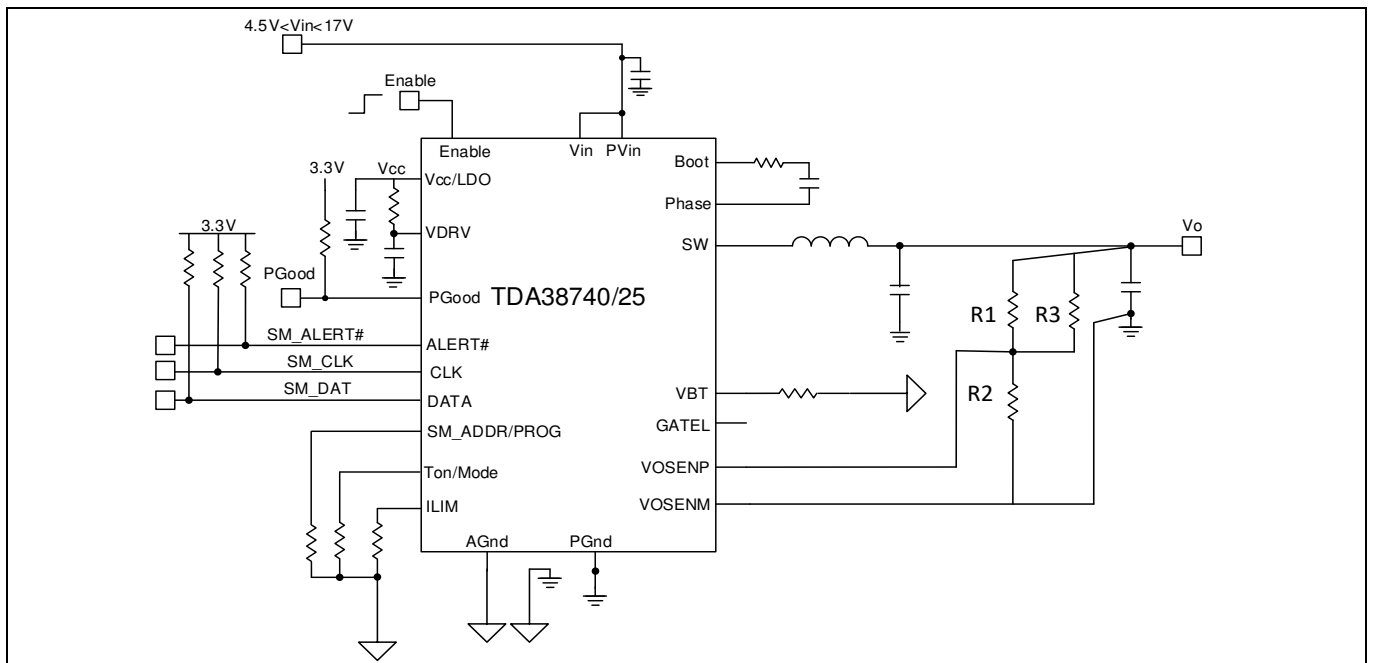 4.5V<Vin<17V
Enable
Enable
Vin PVin
Boot
3.3V
Vcc
Vcc/LDO
Phase
VDRV
SW
Vo
3.3V
PGood
PGood
TDA38740/25
R1
R3
SM_ALERT#
ALERT#
SM_CLK
CLK
SM_DAT
DATA
VBT
R2
SM_ADDR/PROG
GATEL
Ton/Mode
VOSENP
ILIM
VOSENM
AGnd
PGnd